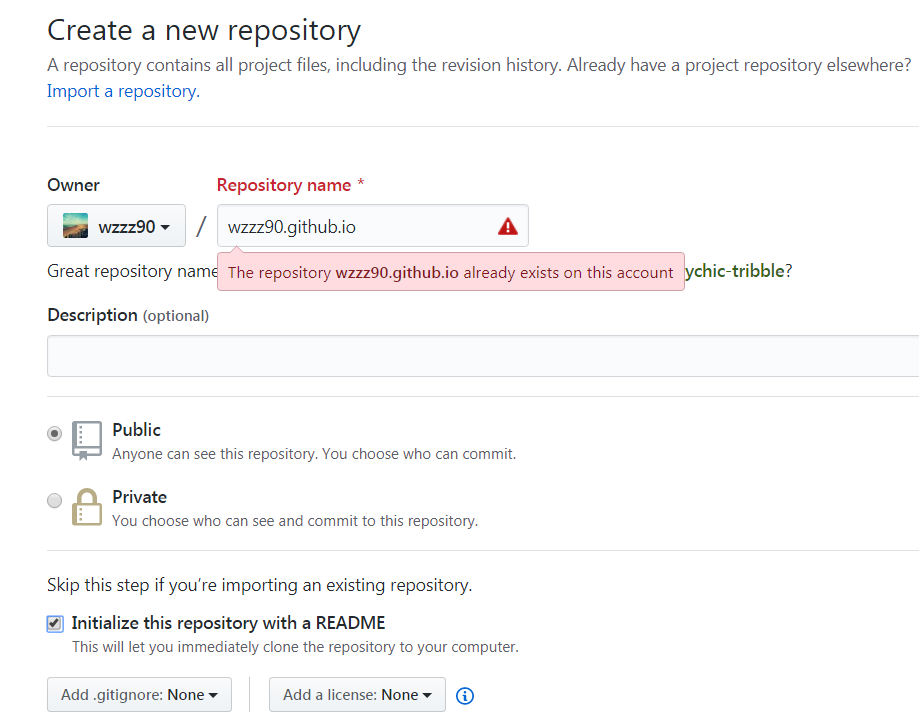 Create a new repository
A repository contains all project files, including the revision history. Already have a project repository elsewhere?
Import a repository.
Owner
Repository name *
wzzz90 / wzzz90.github.io
Great repository name
The repository wzzz90.github.io already exists on this account
ychic-tribble?
Description (optional)
Public
Anyone can see this repository. You choose who can commit.
Private
You choose who can see and commit to this repository.
Skip this step if you’re importing an existing repository.
Initialize this repository with a README
This will let you immediately clone the repository to your computer.
Add .gitignore: None
Add a license: None